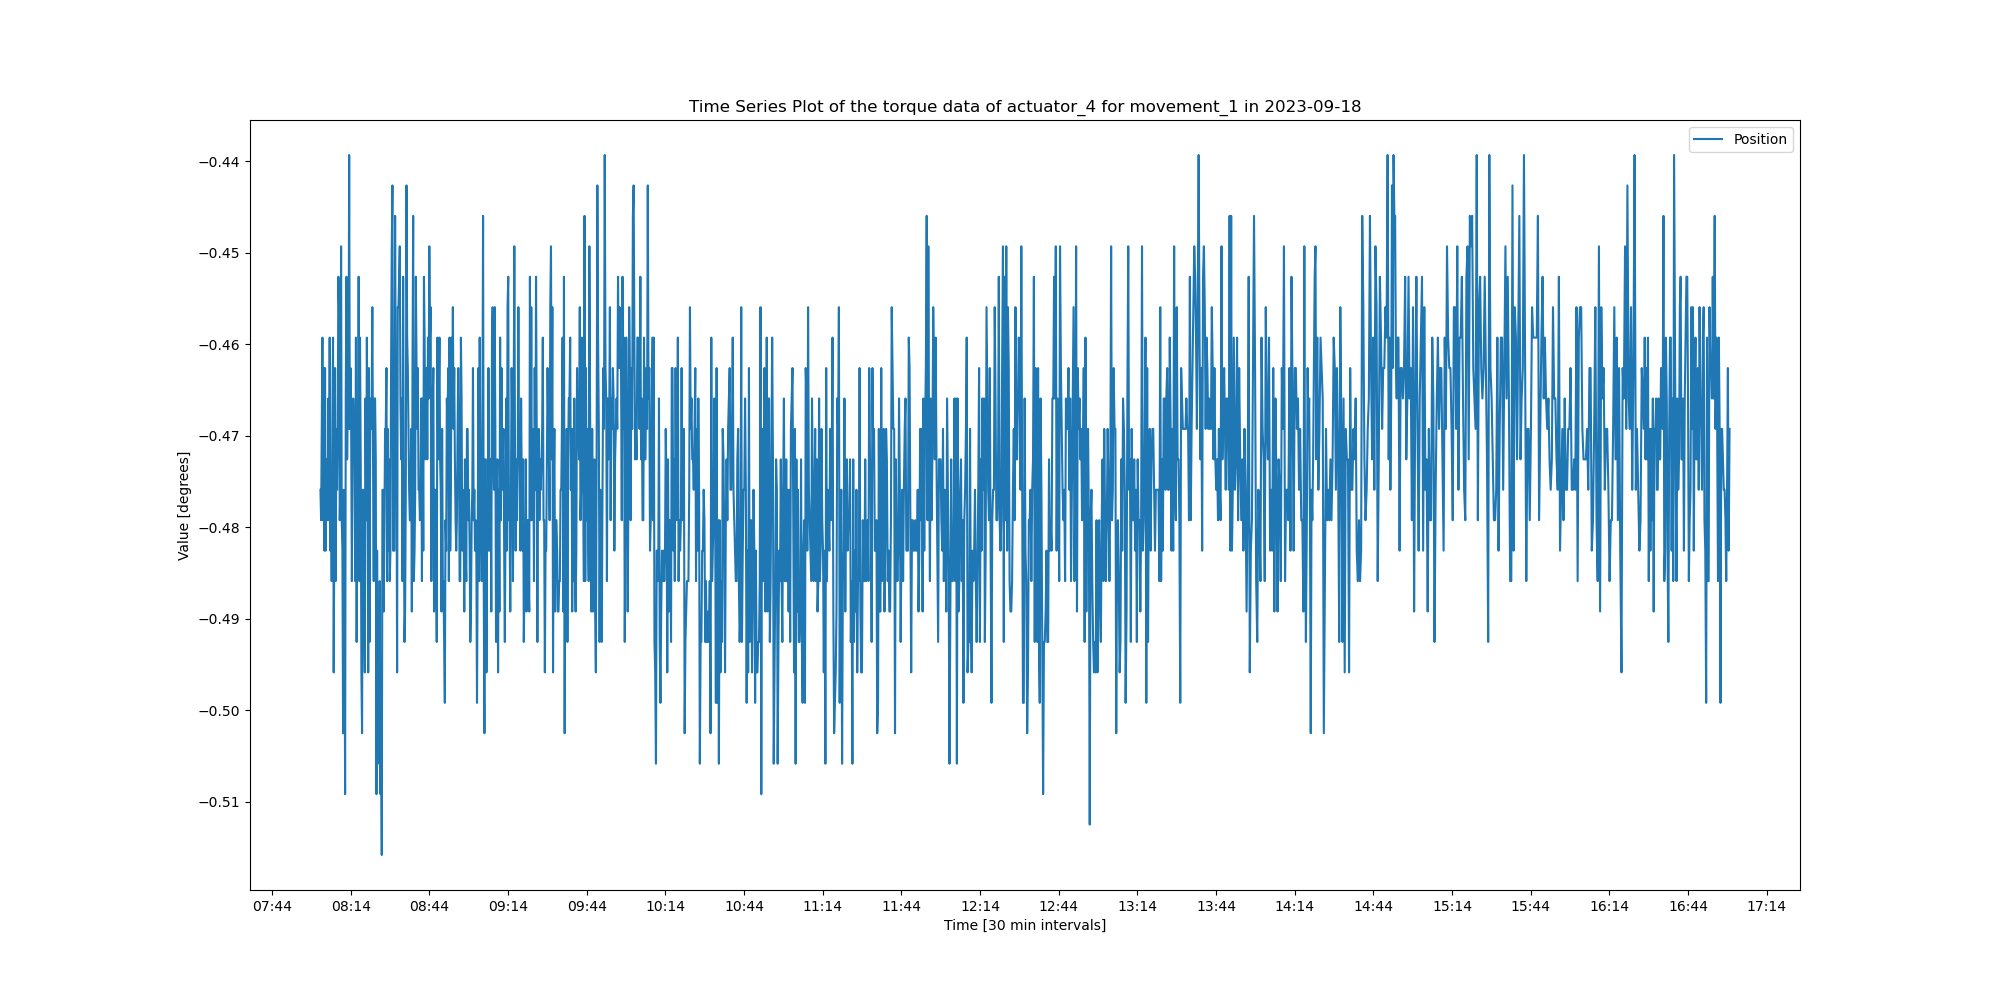 Time Series Plot of the torque data of actuator_4 for movement_1 in 2023-09-18
Position
−0.44
−0.45
−0.46
−0.47
−0.48
−0.49
−0.50
−0.51
Value [degrees]
07:44 08:14 08:44 09:14 09:44 10:14 10:44 11:14 11:44 12:14 12:44 13:14 13:44 14:14 14:44 15:14 15:44 16:14 16:44 17:14
Time [30 min intervals]